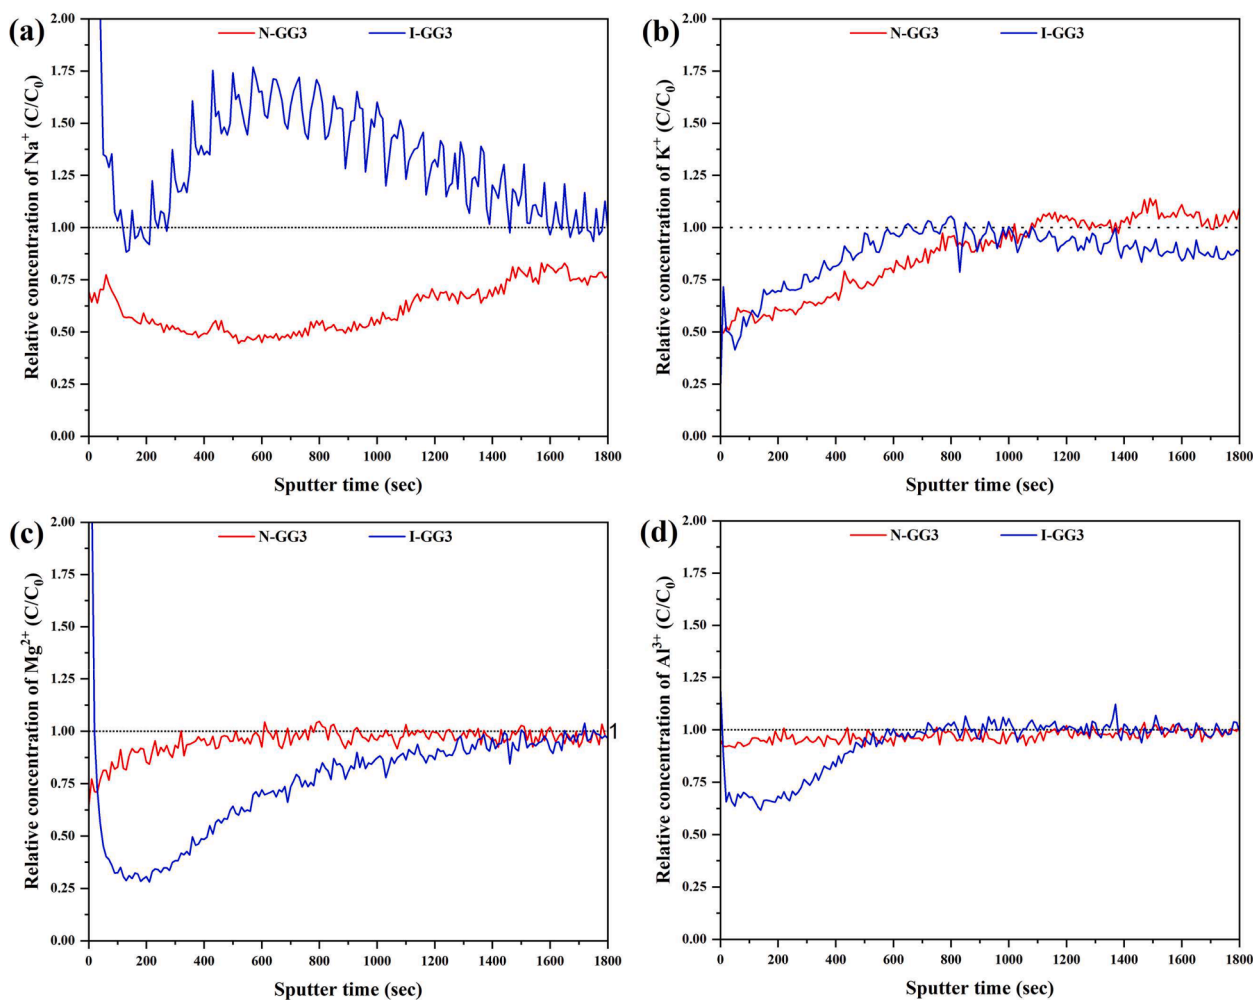 (a)
N-GG3
I-GG3
Relative concentration of Na⁺ (C/C₀)
2.00
1.75
1.50
1.25
1.00
0.75
0.50
0.25
0.00
0 200 400 600 800 1000 1200 1400 1600 1800
Sputter time (sec)
(b)
N-GG3
I-GG3
Relative concentration of K⁺ (C/C₀)
2.00
1.75
1.50
1.25
1.00
0.75
0.50
0.25
0.00
0 200 400 600 800 1000 1200 1400 1600 1800
Sputter time (sec)
(c)
N-GG3
I-GG3
Relative concentration of Mg²⁺ (C/C₀)
2.00
1.75
1.50
1.25
1.00
0.75
0.50
0.25
0.00
1
0 200 400 600 800 1000 1200 1400 1600 1800
Sputter time (sec)
(d)
N-GG3
I-GG3
Relative concentration of Al³⁺ (C/C₀)
2.00
1.75
1.50
1.25
1.00
0.75
0.50
0.25
0.00
0 200 400 600 800 1000 1200 1400 1600 1800
Sputter time (sec)